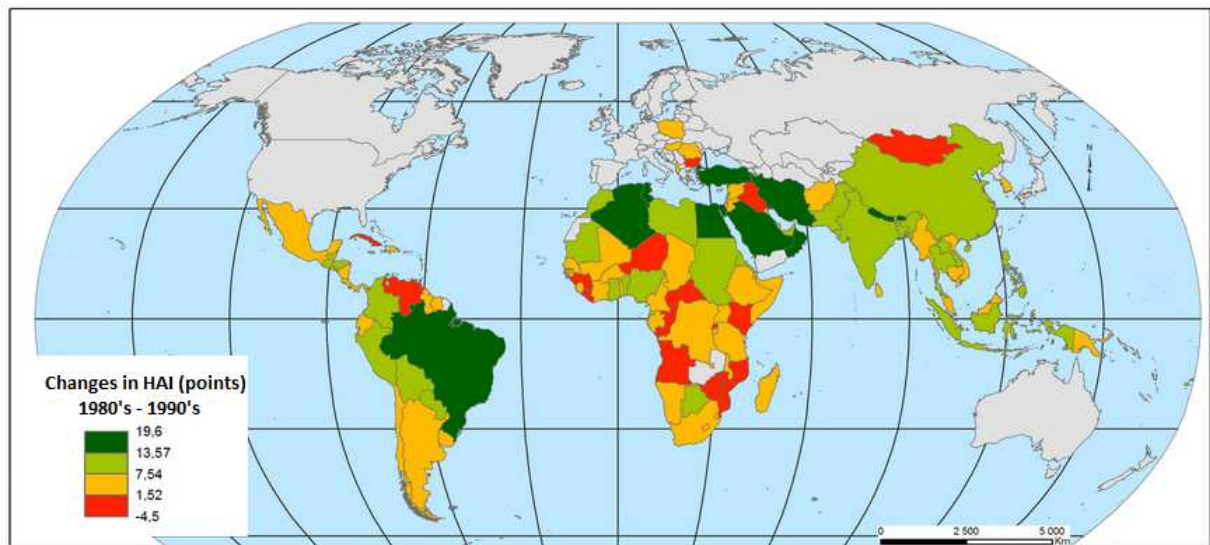 N
Changes in HAI (points)
1980's - 1990's
19,6
13,57
7,54
1,52
-4,5
0 2 500 5 000
Km